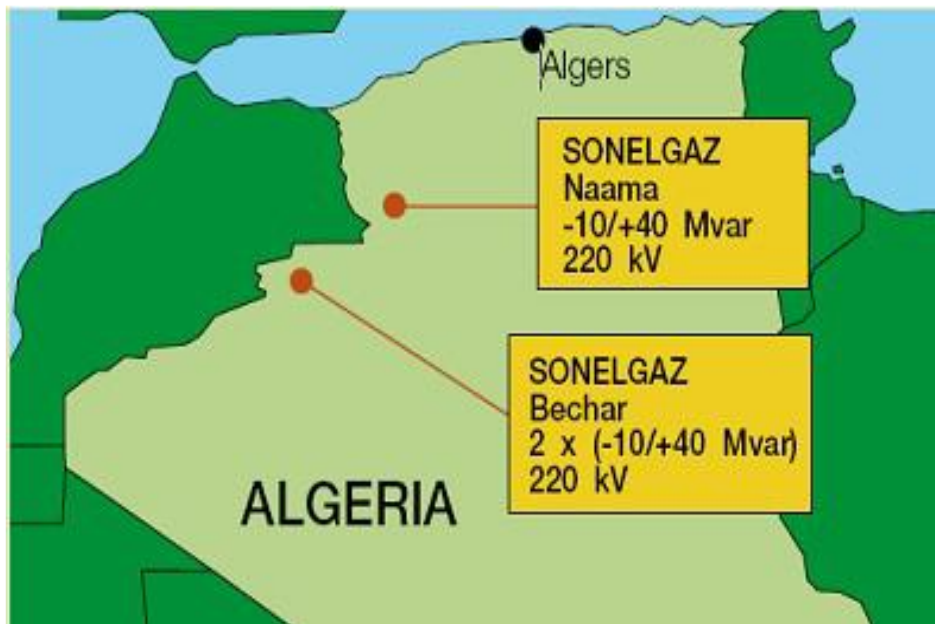 Algers
SONELGAZ
Naama
-10/+40 Mvar
220 kV
SONELGAZ
Bechar
2 x (-10/+40 Mvar)
220 kV
ALGERIA